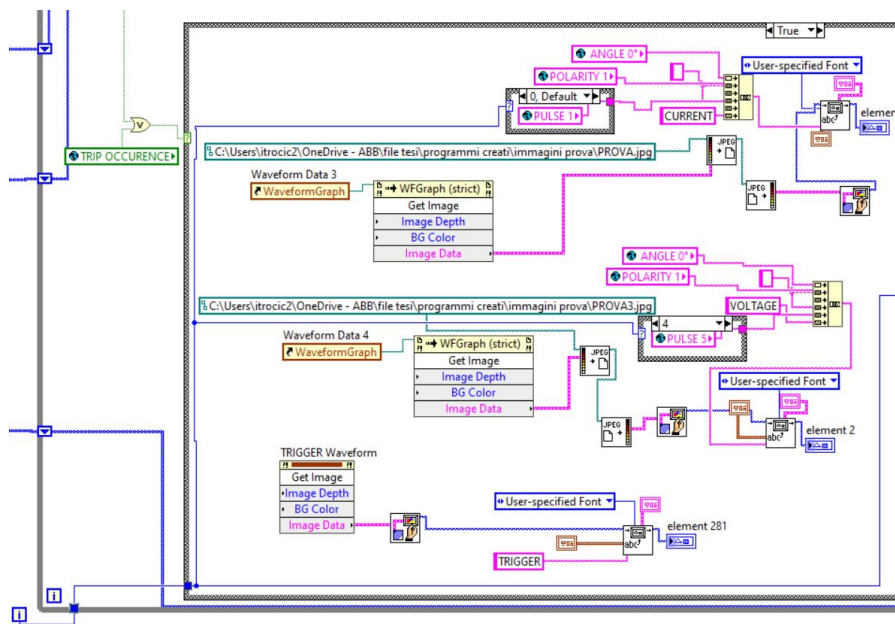 True
ANGLE 0°
POLARITY 1
User-specified Font
0, Default
PULSE 1
CURRENT
abc
element
TRIP OCCURENCE
C:\Users\itrocic2\OneDrive - ABB\file tesi\programmi creati\immagini prova\PROVA.jpg
JPEG
Waveform Data 3
WaveformGraph
WFGraph (strict)
Get Image
Image Depth
BG Color
Image Data
JPEG
ANGLE 0°
POLARITY 1
C:\Users\itrocic2\OneDrive - ABB\file tesi\programmi creati\immagini prova\PROVA3.jpg
VOLTAGE
4
PULSE 5
Waveform Data 4
WaveformGraph
WFGraph (strict)
Get Image
Image Depth
BG Color
Image Data
JPEG
User-specified Font
JPEG
abc
element 2
TRIGGER Waveform
Get Image
Image Depth
BG Color
Image Data
User-specified Font
abc
element 281
TRIGGER
i
i